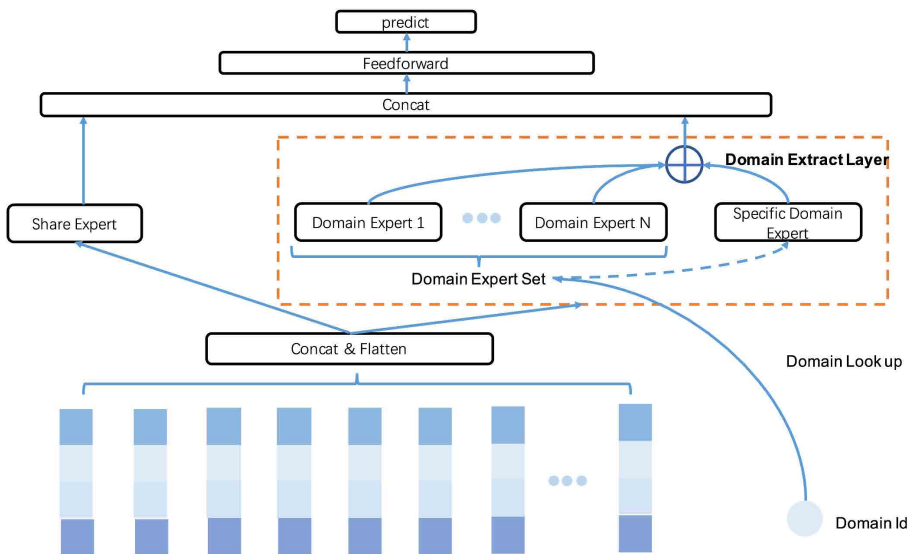 predict
Feedforward
Concat
Domain Extract Layer
Share Expert
Domain Expert 1
Domain Expert N
Specific Domain
Expert
Domain Expert Set
Concat & Flatten
Domain Look up
Domain Id